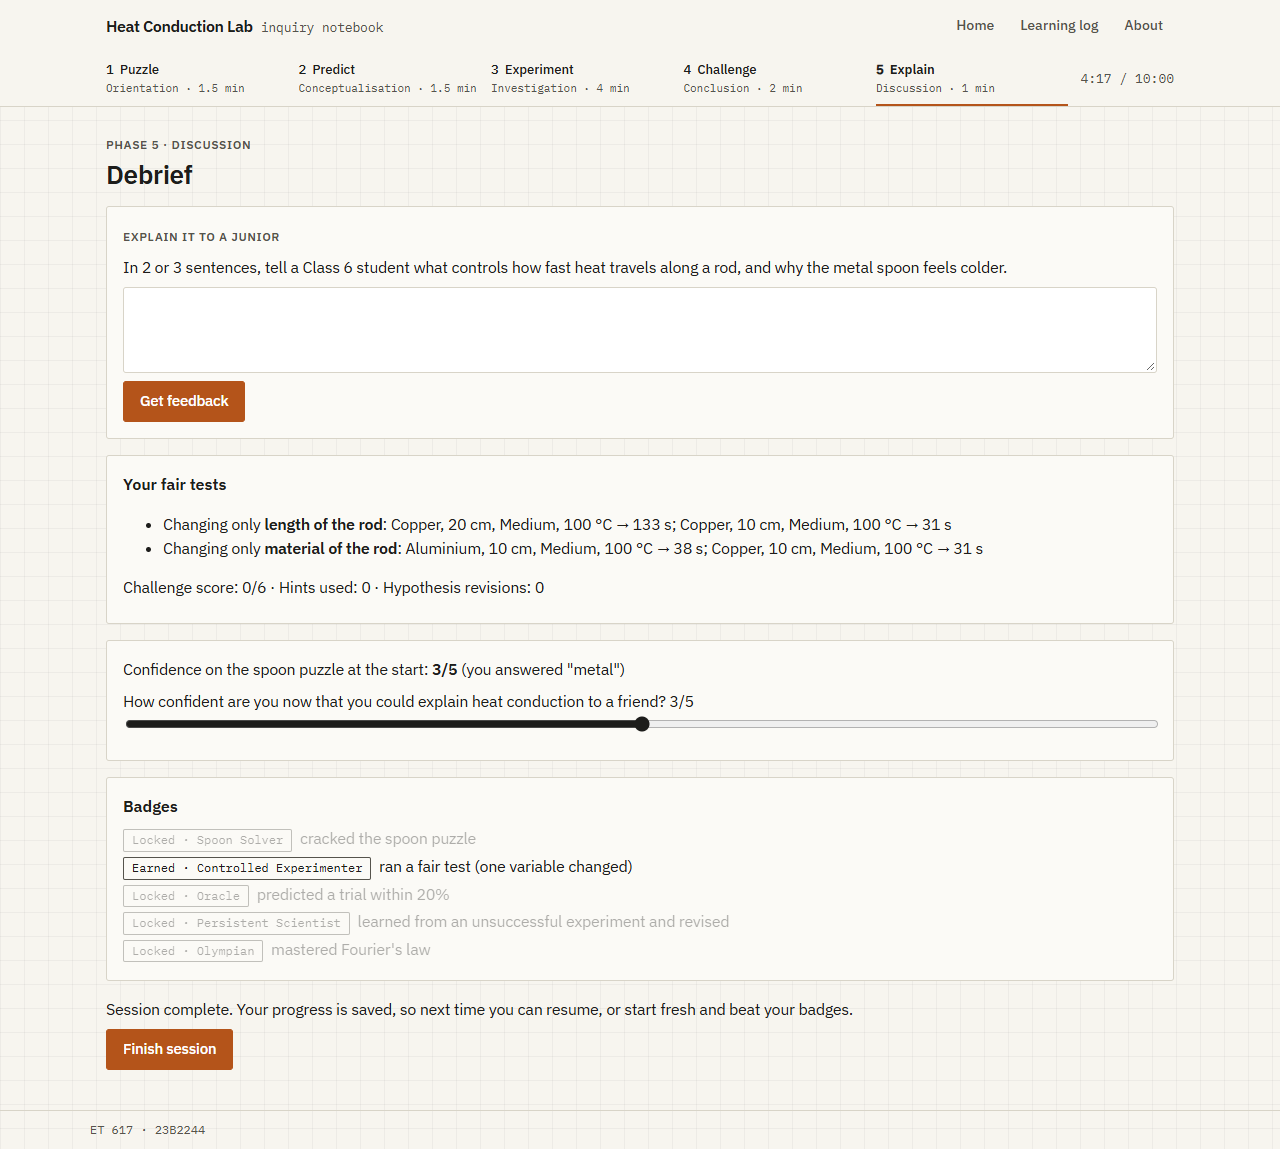 Heat Conduction Lab inquiry notebook
Home Learning log About
1 Puzzle
Orientation · 1.5 min
2 Predict
Conceptualisation · 1.5 min
3 Experiment
Investigation · 4 min
4 Challenge
Conclusion · 2 min
5 Explain
Discussion · 1 min
4:17 / 10:00
PHASE 5 · DISCUSSION
Debrief
EXPLAIN IT TO A JUNIOR
In 2 or 3 sentences, tell a Class 6 student what controls how fast heat travels along a rod, and why the metal spoon feels colder.
Get feedback
Your fair tests
• Changing only length of the rod: Copper, 20 cm, Medium, 100 °C → 133 s; Copper, 10 cm, Medium, 100 °C → 31 s
• Changing only material of the rod: Aluminium, 10 cm, Medium, 100 °C → 38 s; Copper, 10 cm, Medium, 100 °C → 31 s
Challenge score: 0/6 · Hints used: 0 · Hypothesis revisions: 0
Confidence on the spoon puzzle at the start: 3/5 (you answered "metal")
How confident are you now that you could explain heat conduction to a friend? 3/5
Badges
Locked · Spoon Solver cracked the spoon puzzle
Earned · Controlled Experimenter ran a fair test (one variable changed)
Locked · Oracle predicted a trial within 20%
Locked · Persistent Scientist learned from an unsuccessful experiment and revised
Locked · Olympian mastered Fourier's law
Session complete. Your progress is saved, so next time you can resume, or start fresh and beat your badges.
Finish session
ET 617 · 23B2244